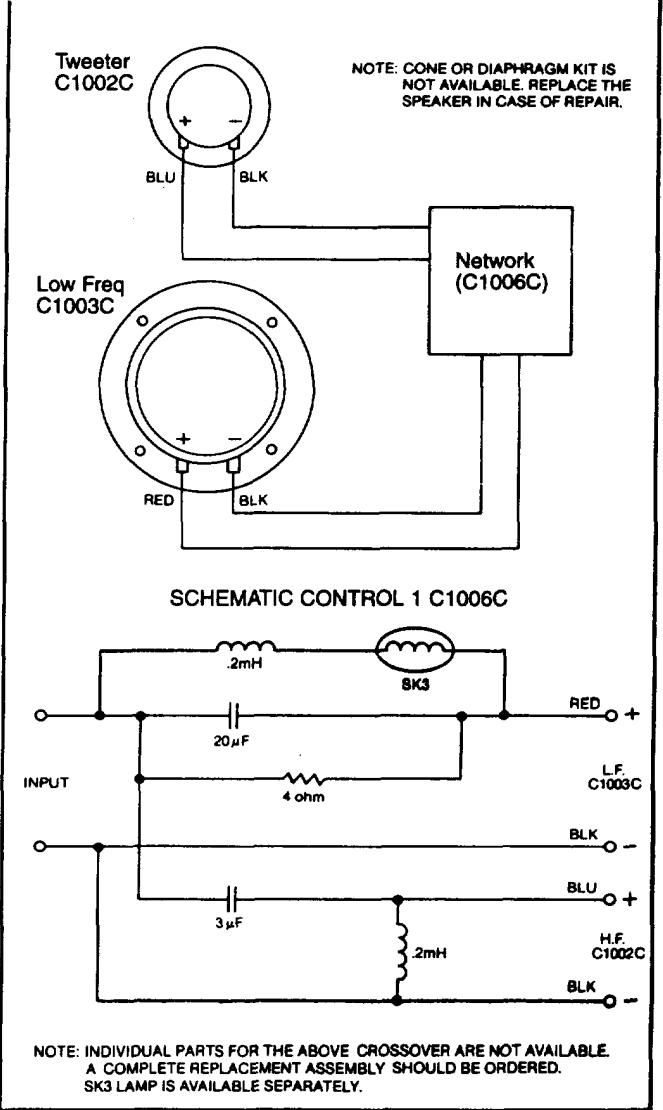 Tweeter
C1002C
NOTE: CONE OR DIAPHRAGM KIT IS
NOT AVAILABLE. REPLACE THE
SPEAKER IN CASE OF REPAIR.
+ −
BLU BLK
Network
(C1006C)
Low Freq
C1003C
+ −
RED BLK
SCHEMATIC CONTROL 1 C1006C
.2mH
SK3
RED +
20µF
INPUT
4 ohm
L.F.
C1003C
BLK −
BLU +
3µF
.2mH
H.F.
C1002C
BLK −
NOTE: INDIVIDUAL PARTS FOR THE ABOVE CROSSOVER ARE NOT AVAILABLE.
A COMPLETE REPLACEMENT ASSEMBLY SHOULD BE ORDERED.
SK3 LAMP IS AVAILABLE SEPARATELY.